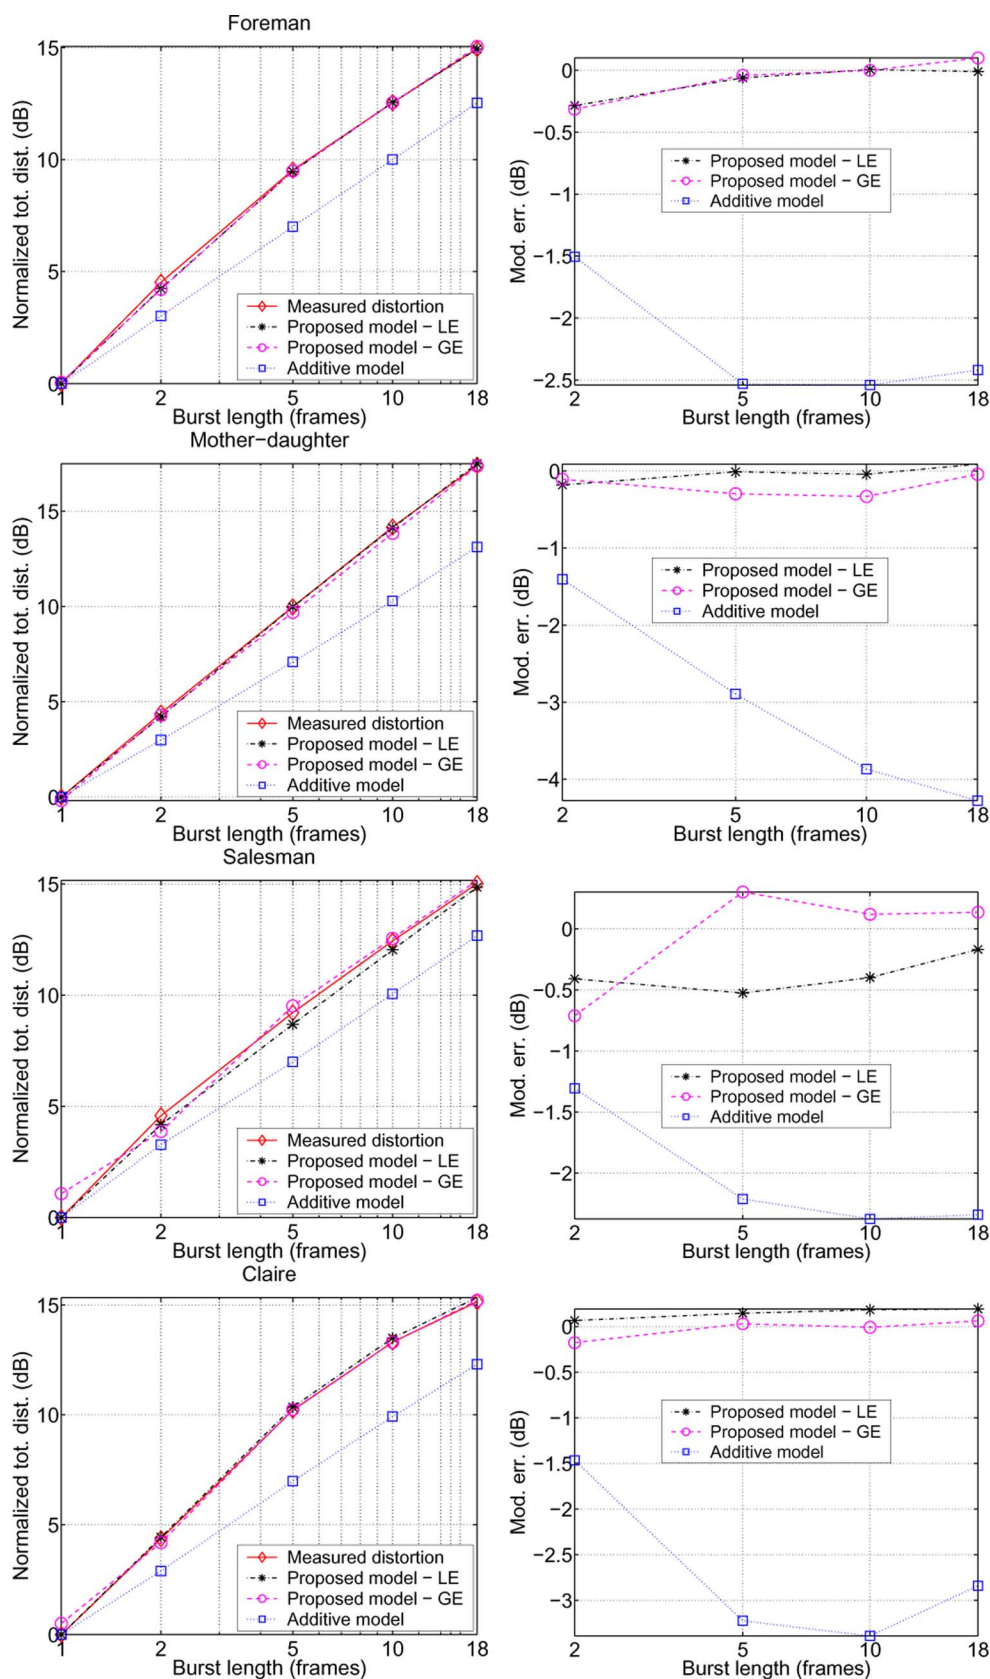 Foreman
Normalized tot. dist. (dB)
15
10
5
0
Measured distortion
Proposed model − LE
Proposed model − GE
Additive model
1 2 5 10 18
Burst length (frames)
Mod. err. (dB)
0
−0.5
−1
−1.5
−2
−2.5
Proposed model − LE
Proposed model − GE
Additive model
2 5 10 18
Burst length (frames)
Mother−daughter
Normalized tot. dist. (dB)
15
10
5
0
Measured distortion
Proposed model − LE
Proposed model − GE
Additive model
1 2 5 10 18
Burst length (frames)
Mod. err. (dB)
0
−1
−2
−3
−4
Proposed model − LE
Proposed model − GE
Additive model
2 5 10 18
Burst length (frames)
Salesman
Normalized tot. dist. (dB)
15
10
5
0
Measured distortion
Proposed model − LE
Proposed model − GE
Additive model
1 2 5 10 18
Burst length (frames)
Mod. err. (dB)
0
−0.5
−1
−1.5
−2
Proposed model − LE
Proposed model − GE
Additive model
2 5 10 18
Burst length (frames)
Claire
Normalized tot. dist. (dB)
15
10
5
0
Measured distortion
Proposed model − LE
Proposed model − GE
Additive model
1 2 5 10 18
Burst length (frames)
Mod. err. (dB)
0
−0.5
−1
−1.5
−2
−2.5
−3
Proposed model − LE
Proposed model − GE
Additive model
2 5 10 18
Burst length (frames)